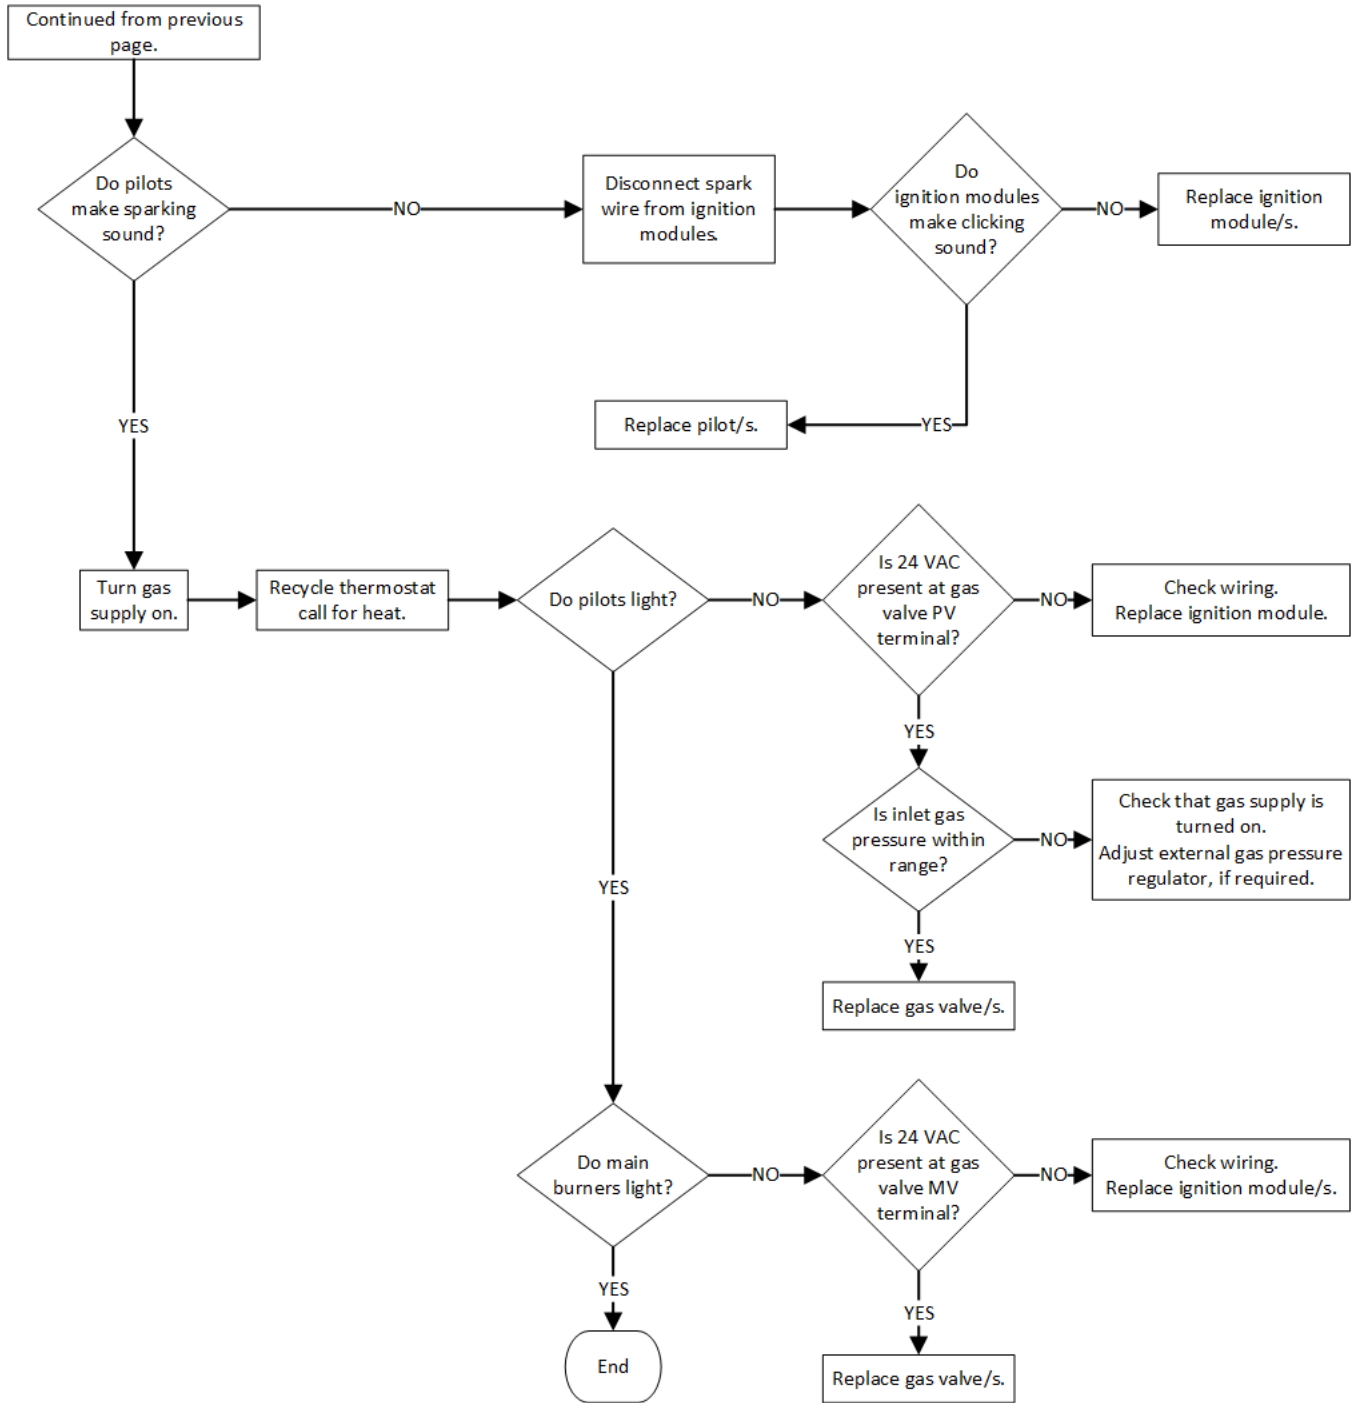 Continued from previous
page.
Do pilots
make sparking
sound?
NO
Disconnect spark
wire from ignition
modules.
Do
ignition modules
make clicking
sound?
NO
Replace ignition
module/s.
YES
Replace pilot/s.
YES
Turn gas
supply on.
Recycle thermostat
call for heat.
Do pilots light?
NO
Is 24 VAC
present at gas
valve PV
terminal?
NO
Check wiring.
Replace ignition module.
YES
Is inlet gas
pressure within
range?
NO
Check that gas supply is
turned on.
Adjust external gas pressure
regulator, if required.
YES
Replace gas valve/s.
YES
Do main
burners light?
NO
Is 24 VAC
present at gas
valve MV
terminal?
NO
Check wiring.
Replace ignition module/s.
YES
Replace gas valve/s.
YES
End